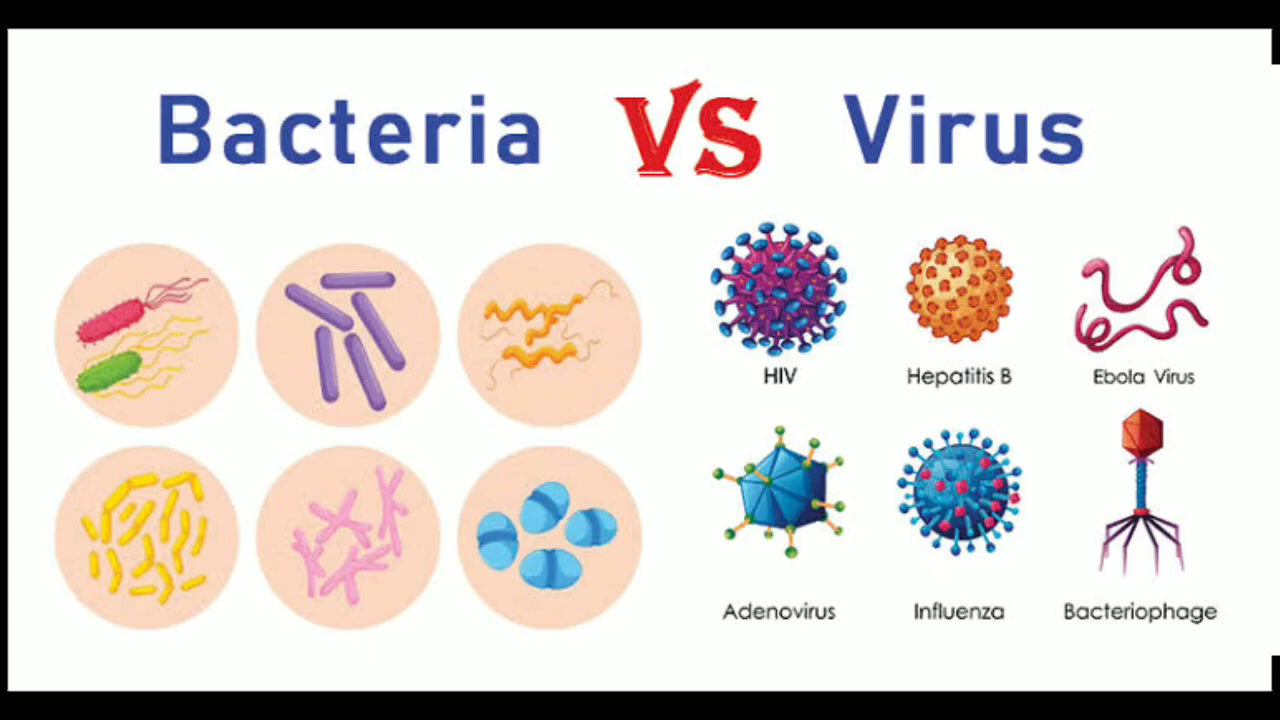 Bacteria VS Virus
HIV
Hepatitis B
Ebola Virus
Adenovirus
Influenza
Bacteriophage